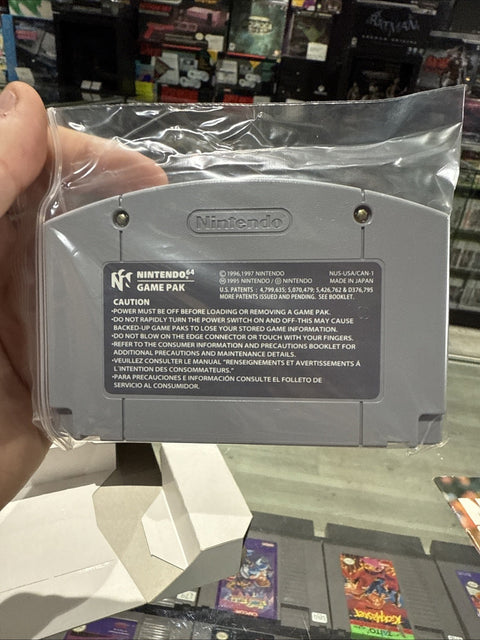 Nintendo
NINTENDO 64
GAME PAK
© 1996,1997 NINTENDO
Ⓜ 1995 NINTENDO / Ⓟ NINTENDO
NUS-USA/CAN-1
MADE IN JAPAN
U.S. PATENTS : 4,799,635; 5,070,479; 5,426,762 & D376,795
MORE PATENTS ISSUED AND PENDING. SEE BOOKLET.
CAUTION
•POWER MUST BE OFF BEFORE LOADING OR REMOVING A GAME PAK.
•DO NOT RAPIDLY TURN THE POWER SWITCH ON AND OFF-THIS MAY CAUSE
BACKED-UP GAME PAKS TO LOSE YOUR STORED GAME INFORMATION.
•DO NOT BLOW ON THE EDGE CONNECTOR OR TOUCH WITH YOUR FINGERS.
•REFER TO THE CONSUMER INFORMATION AND PRECAUTIONS BOOKLET FOR
ADDITIONAL PRECAUTIONS AND MAINTENANCE DETAILS.
•VEUILLEZ CONSULTER LE MANUAL "RENSEIGNEMENTS ET AVERTISSEMENTS À
L'INTENTION DES CONSOMMATEURS."
•PARA PRECAUCIONES E INFORMACIÓN CONSULTE EL FOLLETO DE
SERVICIO AL CONSUMIDOR.